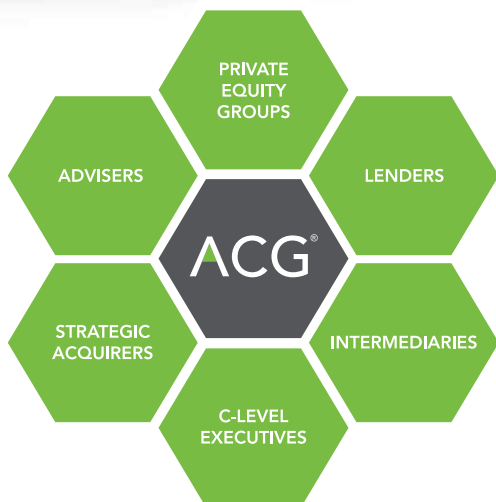 PRIVATE
EQUITY
GROUPS
ADVISERS
LENDERS
ACG®
STRATEGIC
ACQUIRERS
INTERMEDIARIES
C-LEVEL
EXECUTIVES